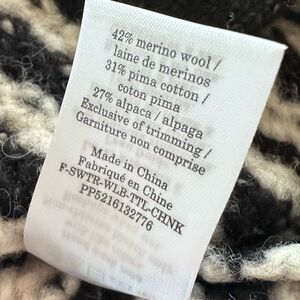 42% merino wool /
laine de merinos
31% pima cotton /
coton pima
27% alpaca / alpaga
Exclusive of trimming /
Garniture non comprise
Made in China
Fabriqué en Chine
F-SWTR-WLB-TTL-CHNK
PP5216132776